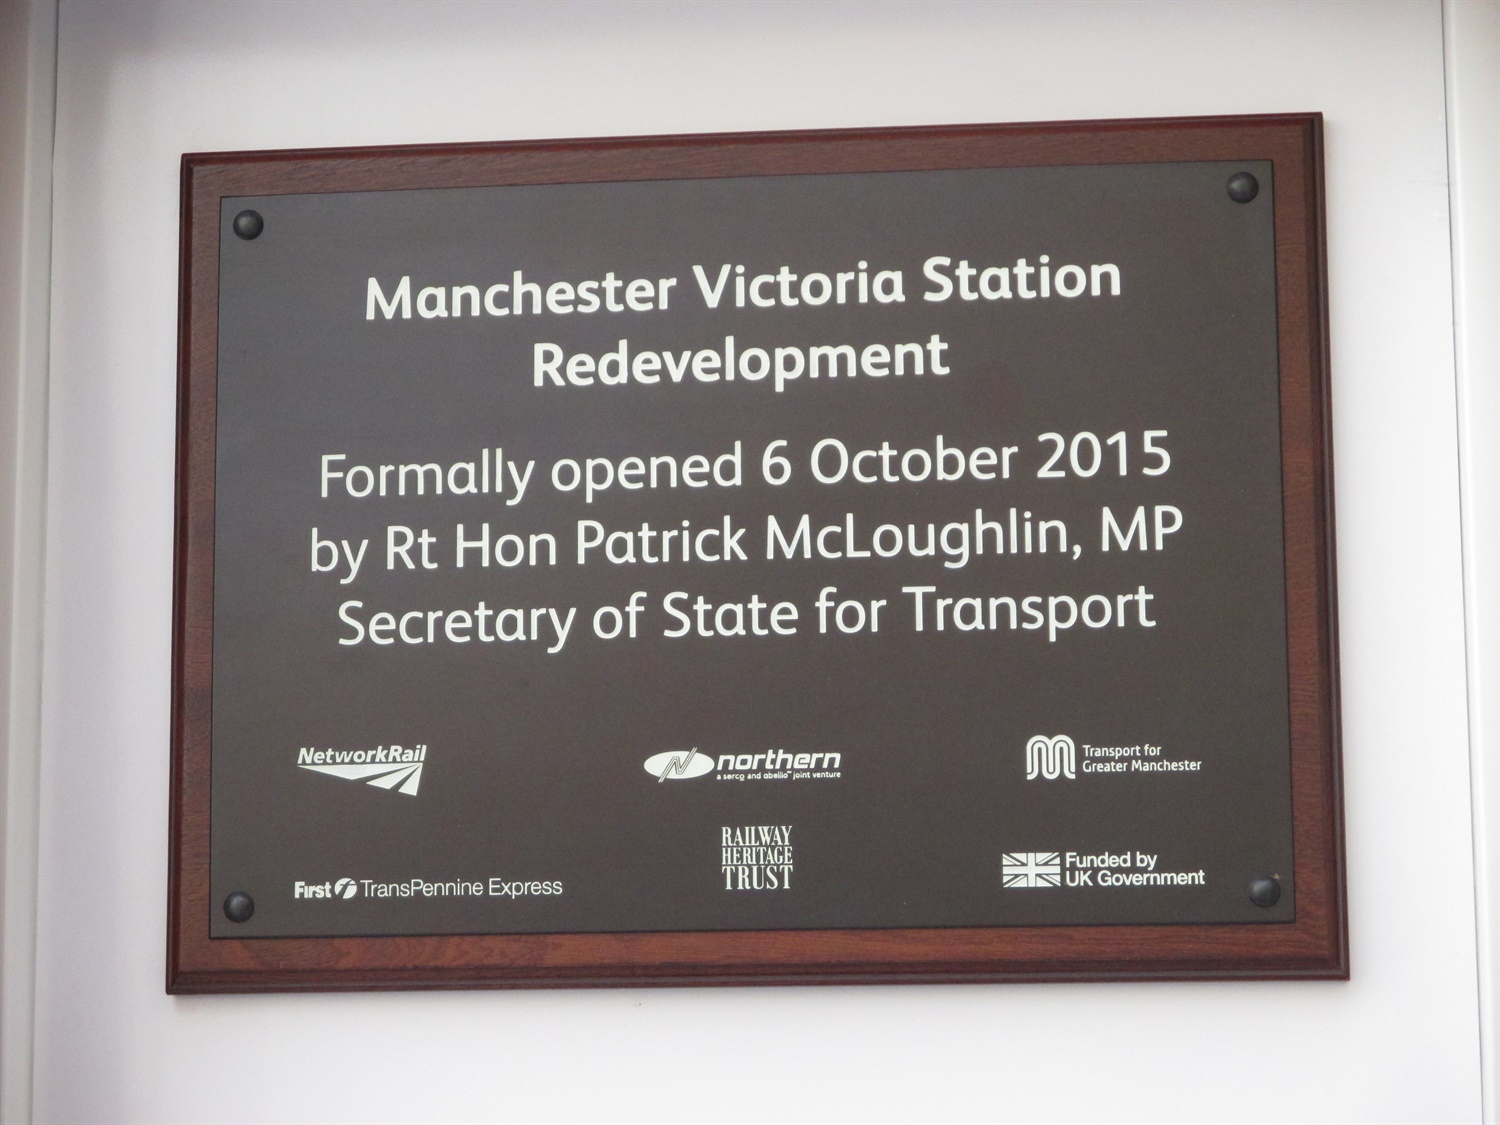 Manchester Victoria Station
Redevelopment
Formally opened 6 October 2015
by Rt Hon Patrick McLoughlin, MP
Secretary of State for Transport
NetworkRail
northern
a serco and abellio joint venture
Transport for
Greater Manchester
First TransPennine Express
RAILWAY
HERITAGE
TRUST
Funded by
UK Government